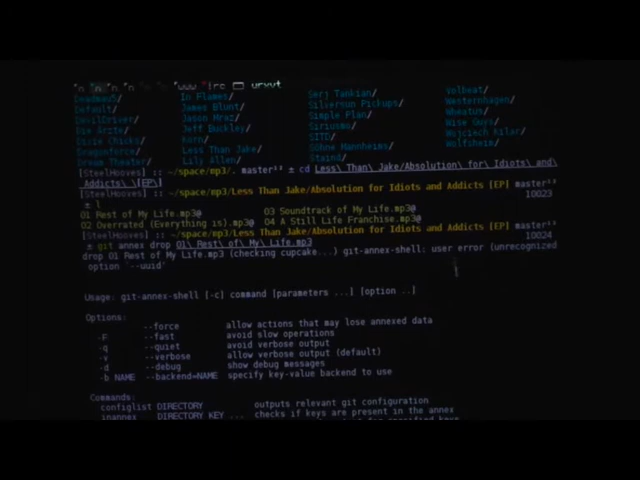 irc urxvt
Deadmau5/ In Flames/ Serj Tankian/ Volbeat/
Default/ James Blunt/ Silversun Pickups/ Westernhagen/
DevilDriver/ Jason Mraz/ Simple Plan/ Wheatus/
Die Ärzte/ Jeff Buckley/ Siriusmo/ Wise Guys/
Dixie Chicks/ Korn/ SITD/ Wojciech Kilar/
Dragonforce/ Less Than Jake/ Söhne Mannheims/ Wolfsheim/
Dream Theater/ Lily Allen/ Staind/
[SteelHooves] :: ~/space/mp3/. master ± cd Less\ Than\ Jake/Absolution\ for\ Idiots\ and\
Addicts\ \[EP\]
[SteelHooves] :: ~/space/mp3/Less Than Jake/Absolution for Idiots and Addicts [EP] master
± l 10023
01 Rest of My Life.mp3@ 03 Soundtrack of My Life.mp3@
02 Overrated (Everything is).mp3@ 04 A Still Life Franchise.mp3@
[SteelHooves] :: ~/space/mp3/Less Than Jake/Absolution for Idiots and Addicts [EP] master
± git annex drop 01\ Rest\ of\ My\ Life.mp3 10024
drop 01 Rest of My Life.mp3 (checking cupcake...) git-annex-shell: user error (unrecognized
option `--uuid'
Usage: git-annex-shell [-c] command [parameters ...] [option ..]
Options:
--force allow actions that may lose annexed data
-F --fast avoid slow operations
-q --quiet avoid verbose output
-v --verbose allow verbose output (default)
-d --debug show debug messages
-b NAME --backend=NAME specify key-value backend to use
Commands:
configlist DIRECTORY outputs relevant git configuration
inannex DIRECTORY KEY ... checks if keys are present in the annex